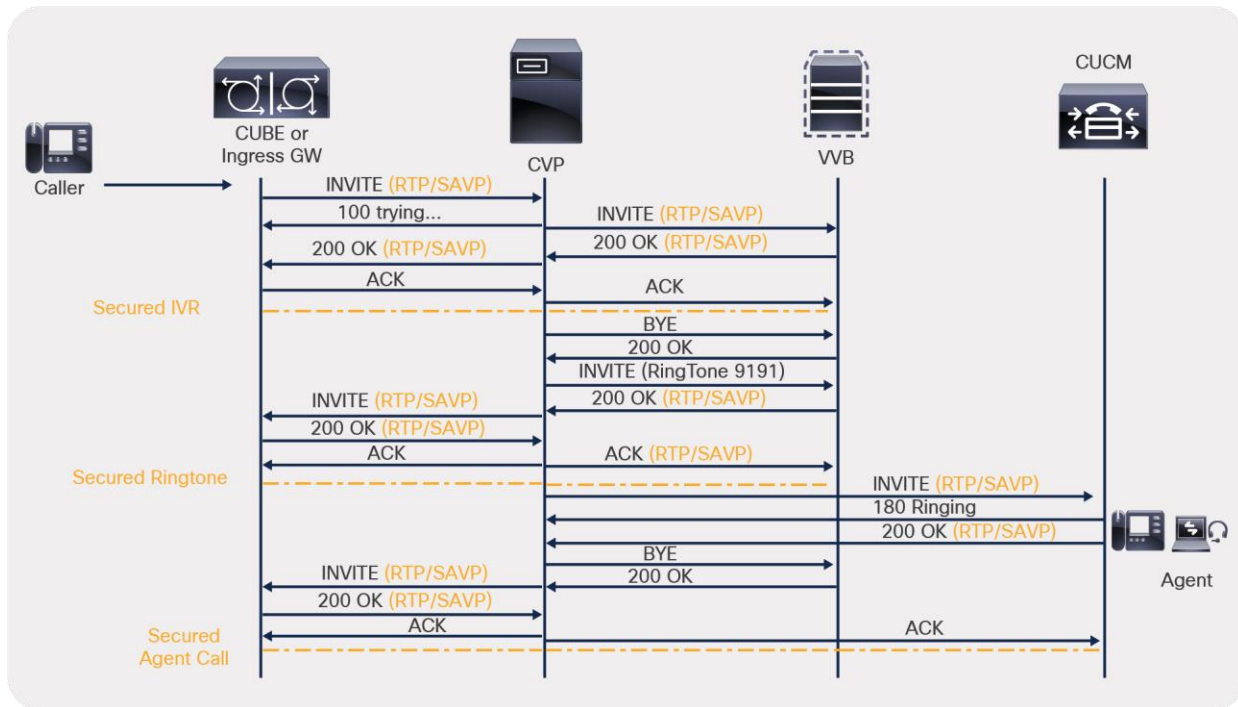 CUCM
CUBE or
Ingress GW
CVP
VVB
Caller
INVITE (RTP/SAVP)
100 trying...
INVITE (RTP/SAVP)
200 OK (RTP/SAVP)
200 OK (RTP/SAVP)
ACK
ACK
Secured IVR
BYE
200 OK
INVITE (RingTone 9191)
INVITE (RTP/SAVP)
200 OK (RTP/SAVP)
200 OK (RTP/SAVP)
ACK
ACK (RTP/SAVP)
Secured Ringtone
INVITE (RTP/SAVP)
180 Ringing
200 OK (RTP/SAVP)
BYE
INVITE (RTP/SAVP)
200 OK
Agent
200 OK (RTP/SAVP)
ACK
ACK
Secured
Agent Call